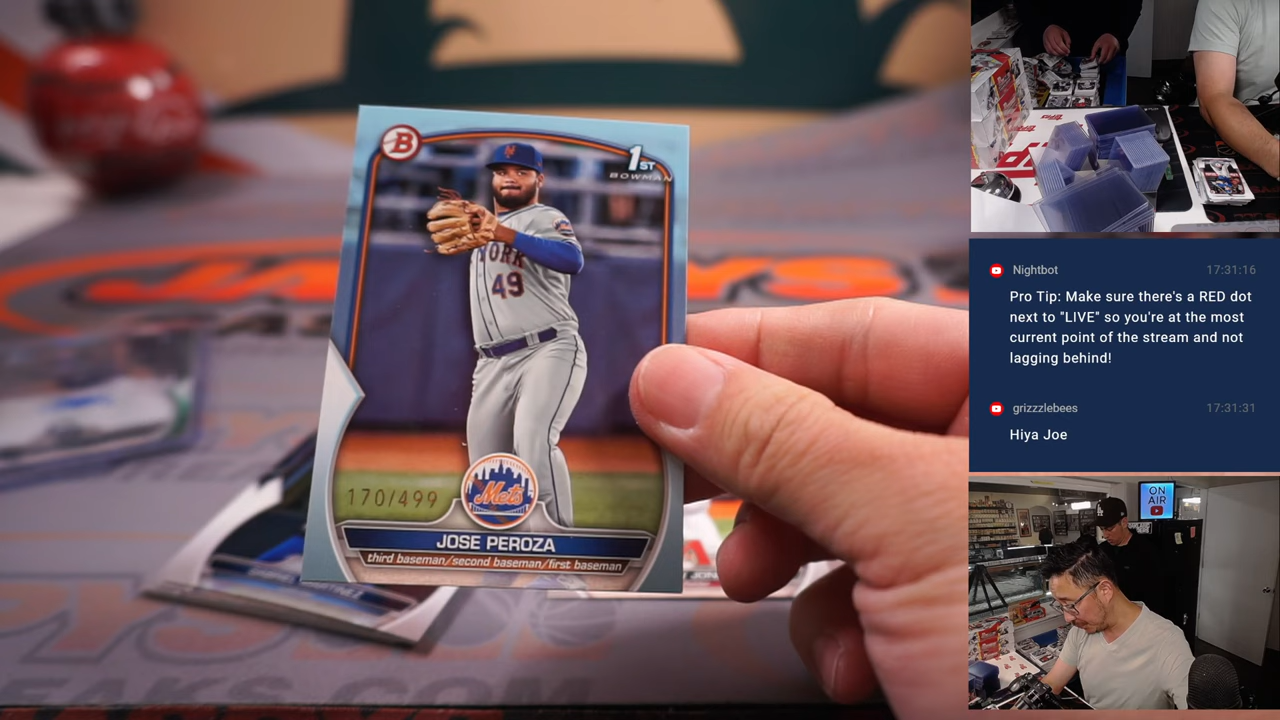 B
1ST
BOWMAN
YORK
49
170/499
Mets
JOSE PEROZA
third baseman/second baseman/first baseman
Nightbot 17:31:16
Pro Tip: Make sure there's a RED dot
next to "LIVE" so you're at the most
current point of the stream and not
lagging behind!
grizzzlebees 17:31:31
Hiya Joe
ON
AIR